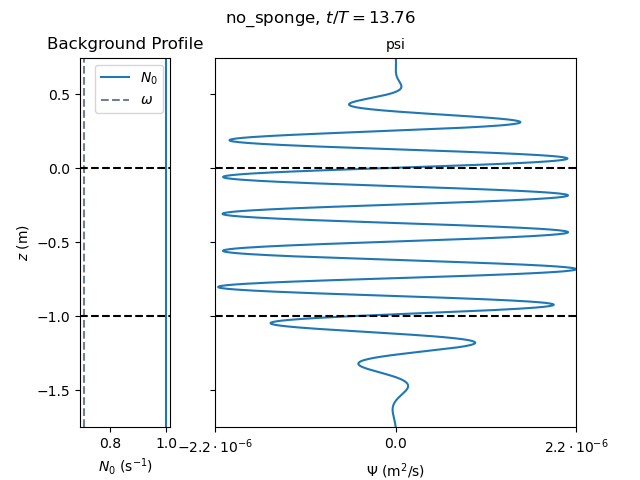 no_sponge, t/T = 13.76
Background Profile
psi
N₀
ω
0.5
0.0
−0.5
−1.0
−1.5
z (m)
0.8
1.0
−2.2 · 10⁻⁶
0.0
2.2 · 10⁻⁶
N₀ (s⁻¹)
Ψ (m²/s)